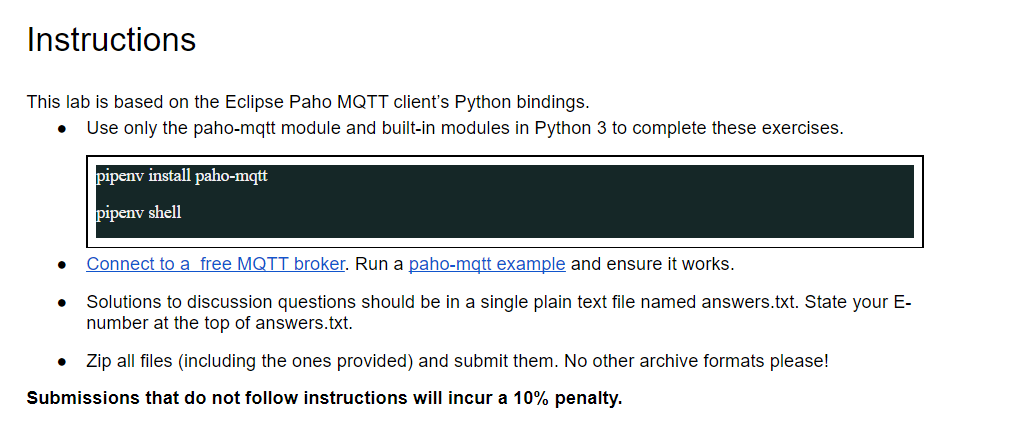 Instructions
This lab is based on the Eclipse Paho MQTT client’s Python bindings.
● Use only the paho-mqtt module and built-in modules in Python 3 to complete these exercises.
pipenv install paho-mqtt
pipenv shell
● Connect to a  free MQTT broker. Run a paho-mqtt example and ensure it works.
● Solutions to discussion questions should be in a single plain text file named answers.txt. State your E-
number at the top of answers.txt.
● Zip all files (including the ones provided) and submit them. No other archive formats please!
Submissions that do not follow instructions will incur a 10% penalty.